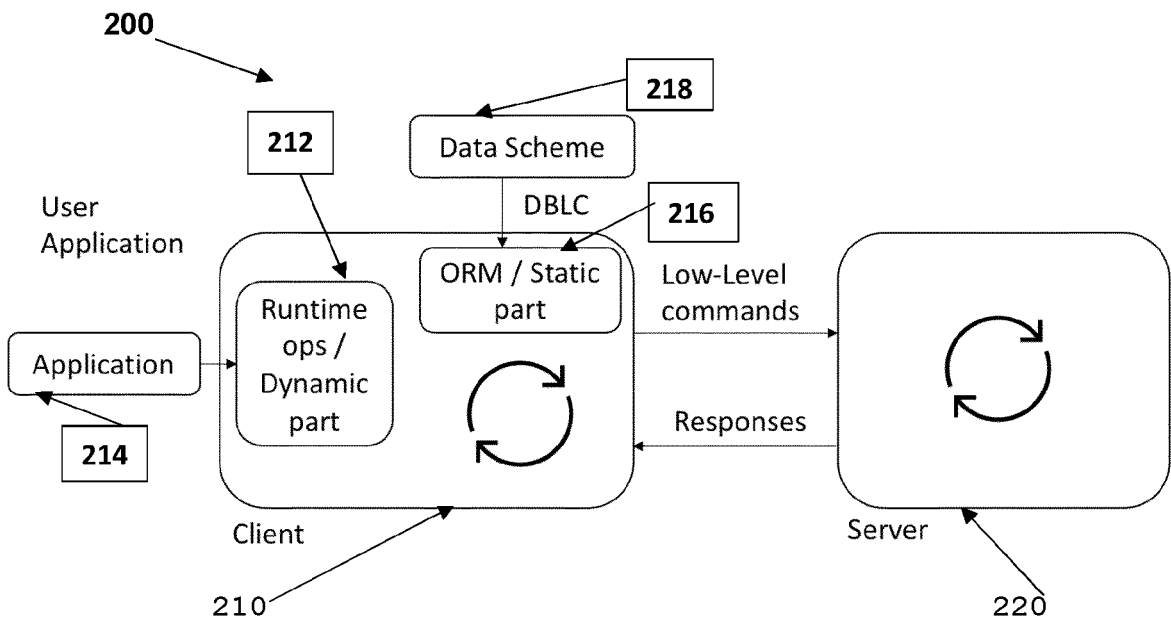 200
218
212
Data Scheme
DBLC
216
User
Application
ORM / Static
part
Low-Level
commands
Runtime
ops /
Dynamic
part
Application
Responses
214
Client
Server
210
220